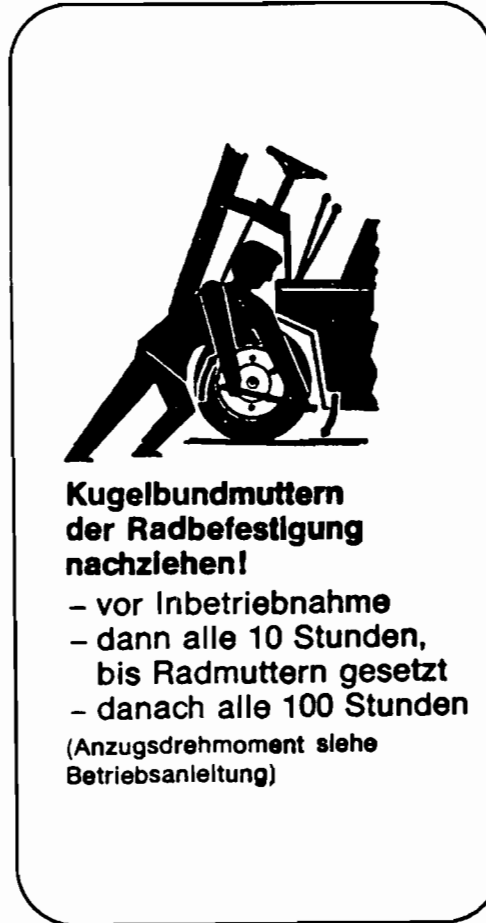 Kugelbundmuttern
der Radbefestigung
nachziehen!
– vor Inbetriebnahme
– dann alle 10 Stunden,
bis Radmuttern gesetzt
– danach alle 100 Stunden
(Anzugsdrehmoment siehe
Betriebsanleitung)